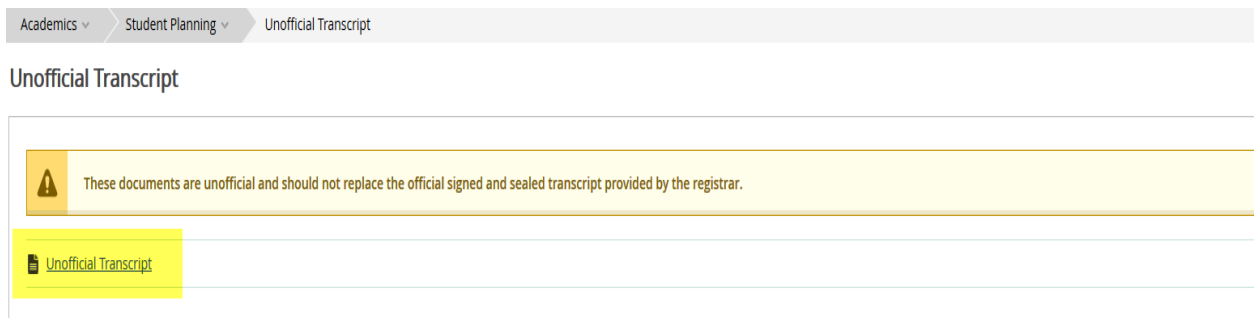 Academics Student Planning Unofficial Transcript
Unofficial Transcript
These documents are unofficial and should not replace the official signed and sealed transcript provided by the registrar.
Unofficial Transcript